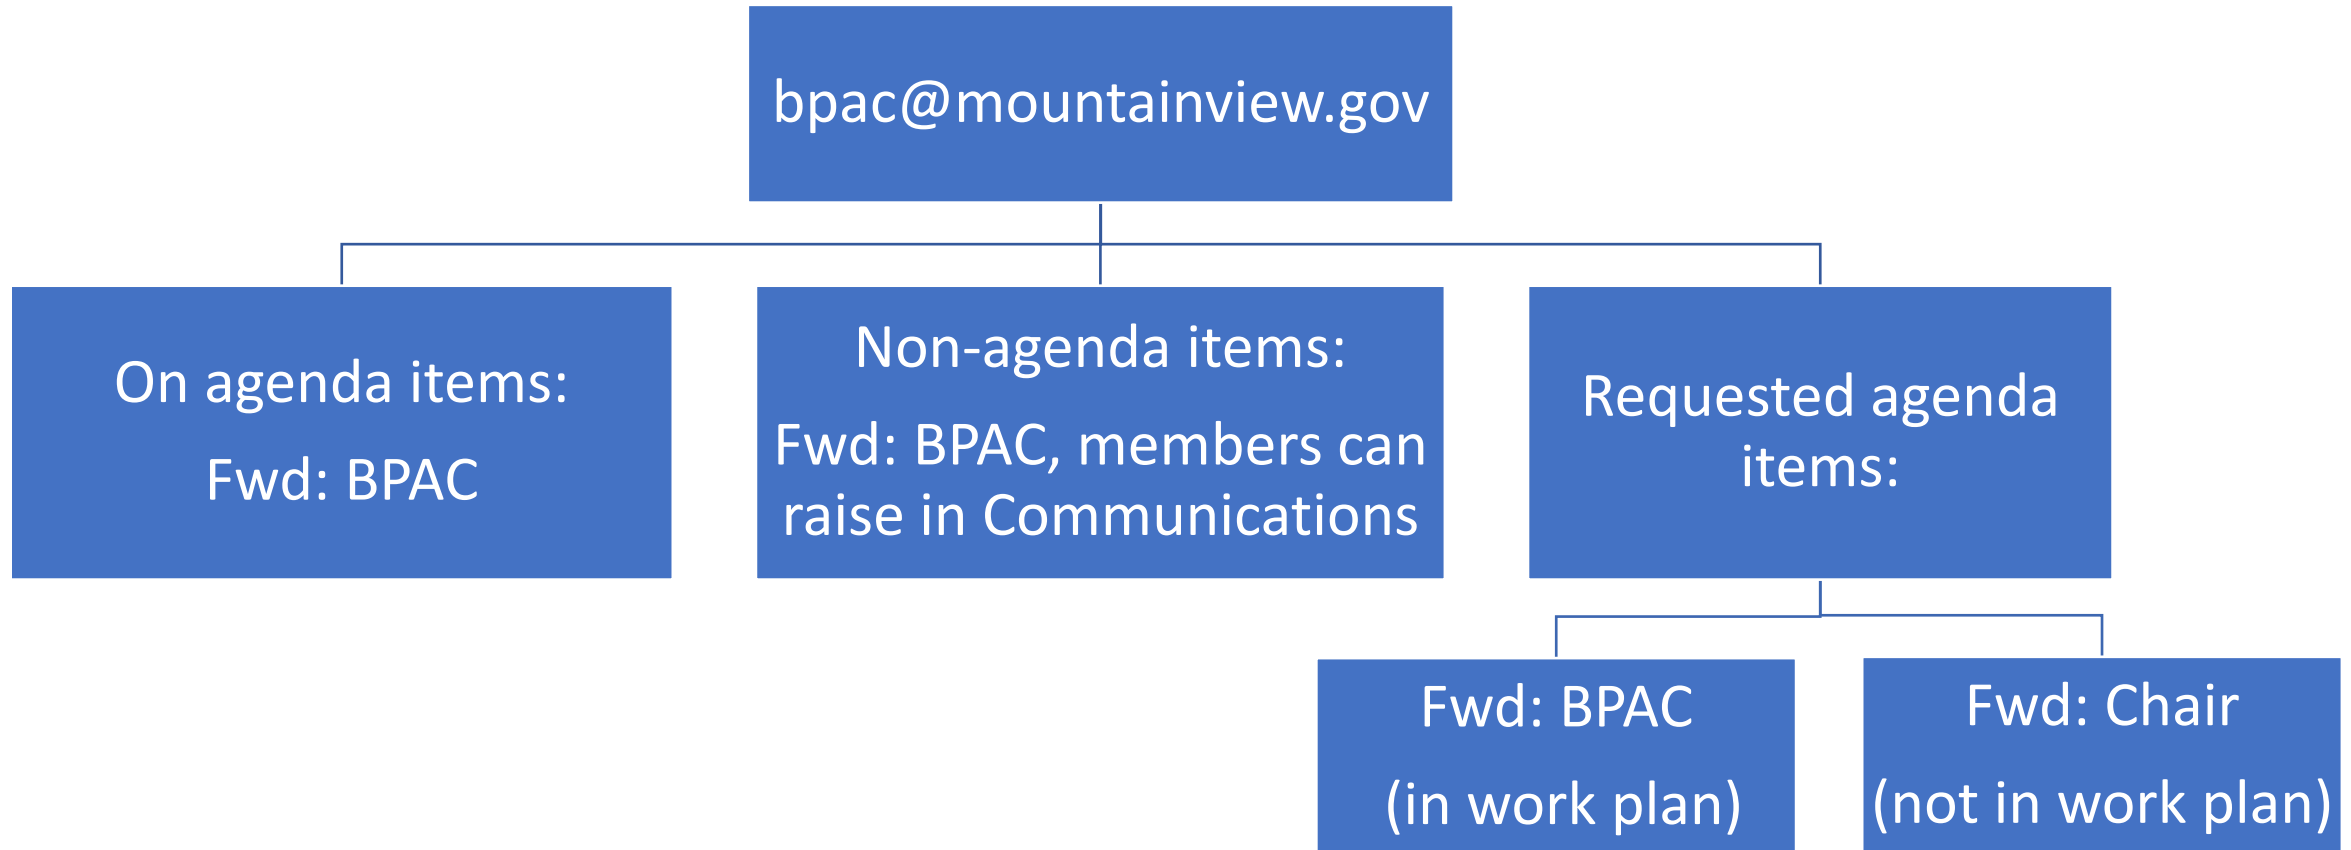 bpac@mountainview.gov
On agenda items:
Fwd: BPAC
Non-agenda items:
Fwd: BPAC, members can
raise in Communications
Requested agenda
items:
Fwd: BPAC
(in work plan)
Fwd: Chair
(not in work plan)